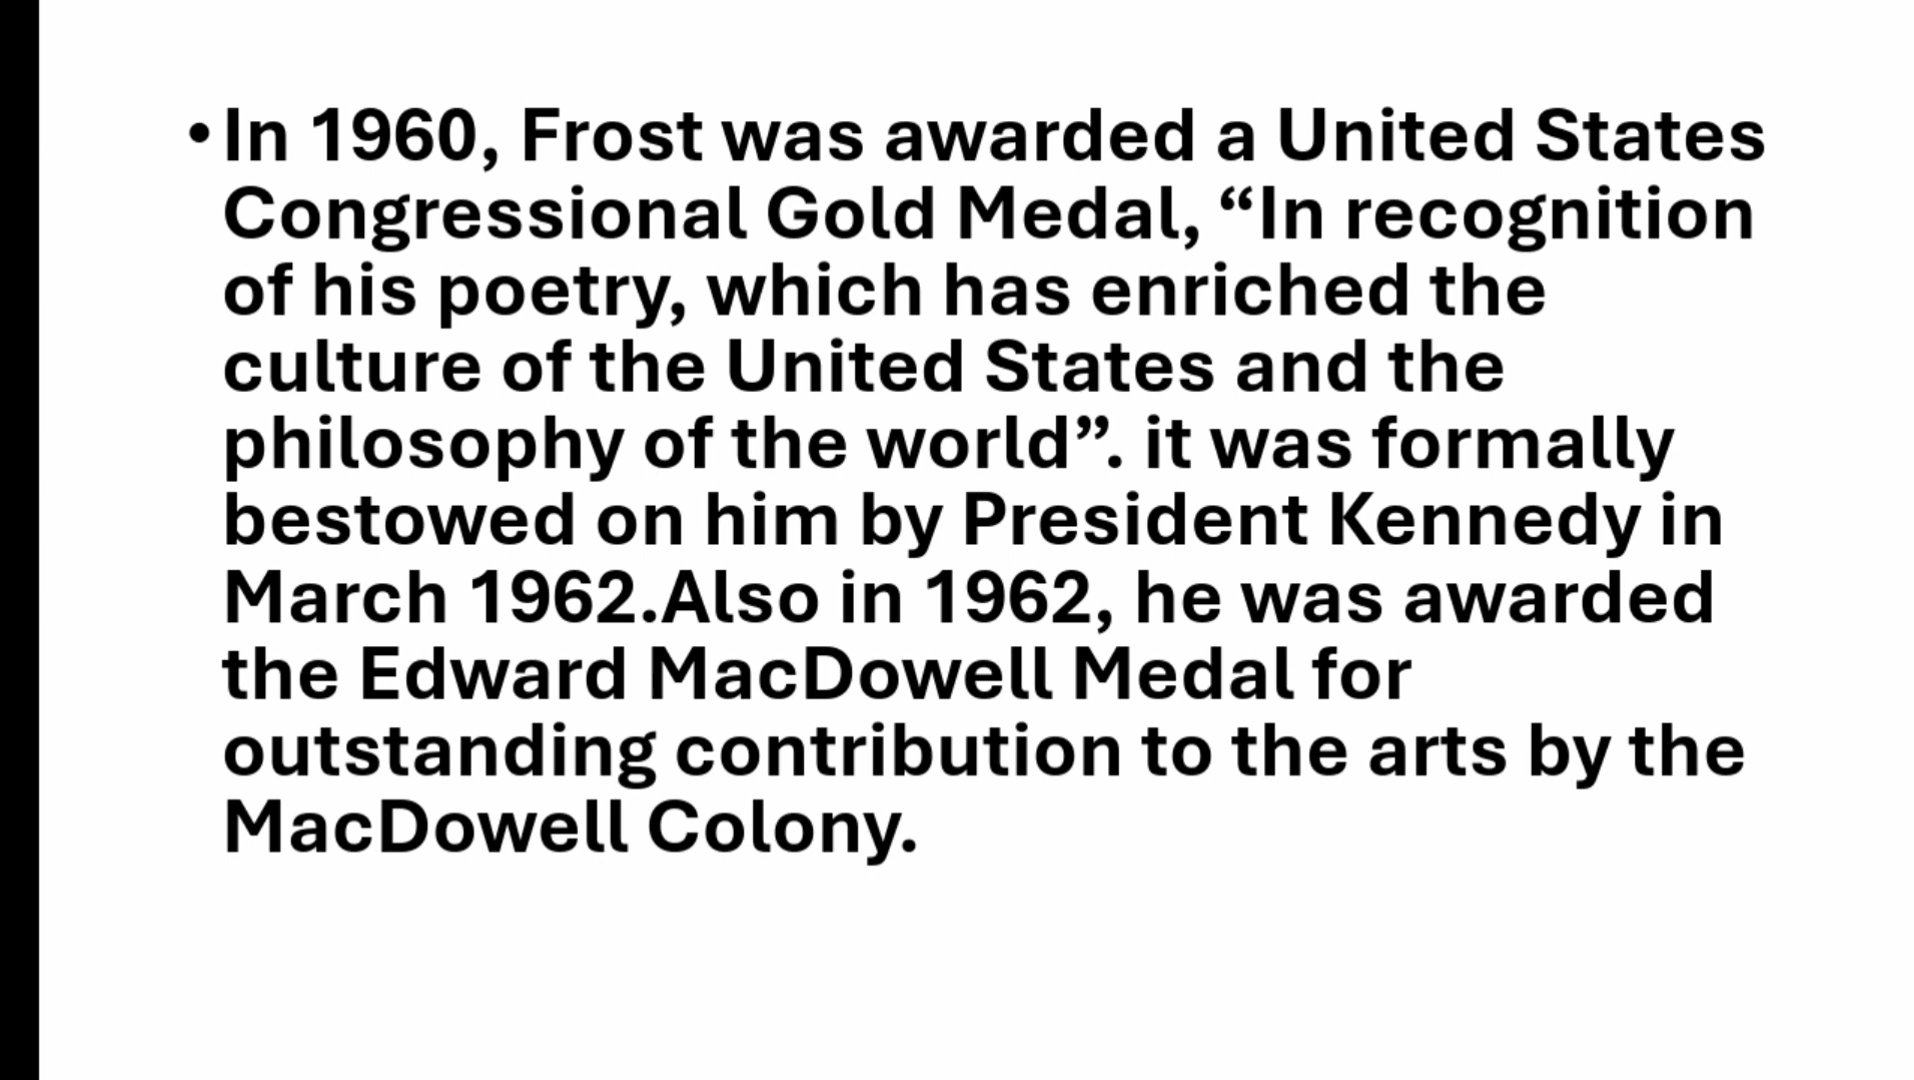 •In 1960, Frost was awarded a United States
Congressional Gold Medal, “In recognition
of his poetry, which has enriched the
culture of the United States and the
philosophy of the world”. it was formally
bestowed on him by President Kennedy in
March 1962.Also in 1962, he was awarded
the Edward MacDowell Medal for
outstanding contribution to the arts by the
MacDowell Colony.